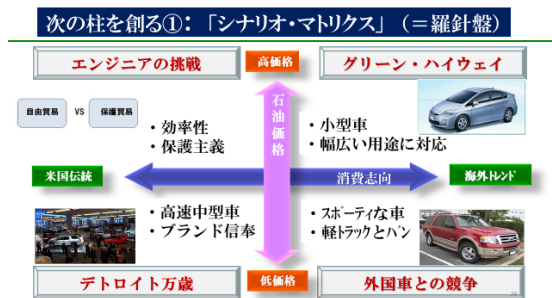 次の柱を創る①:「シナリオ・マトリクス」(=羅針盤)
エンジニアの挑戦
高価格
グリーン・ハイウェイ
自由貿易
VS
保護貿易
・効率性
・保護主義
石油価格
・小型車
・幅広い用途に対応
米国伝統
消費志向
海外トレンド
・高速中型車
・ブランド信奉
・スポーティな車
・軽トラックとバン
デトロイト万歳
低価格
外国車との競争